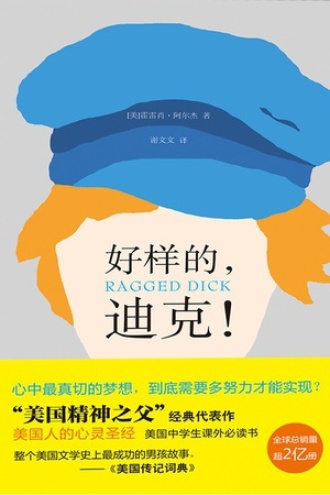 [美]霍雷肖·阿尔杰 著
谢文文 译
好样的，
RAGGED DICK
迪克！
心中最真切的梦想，到底需要多努力才能实现？
“美国精神之父”经典代表作
美国人的心灵圣经 美国中学生课外必读书
整个美国文学史上最成功的男孩故事。
——《美国传记词典》
全球总销量
超2亿册